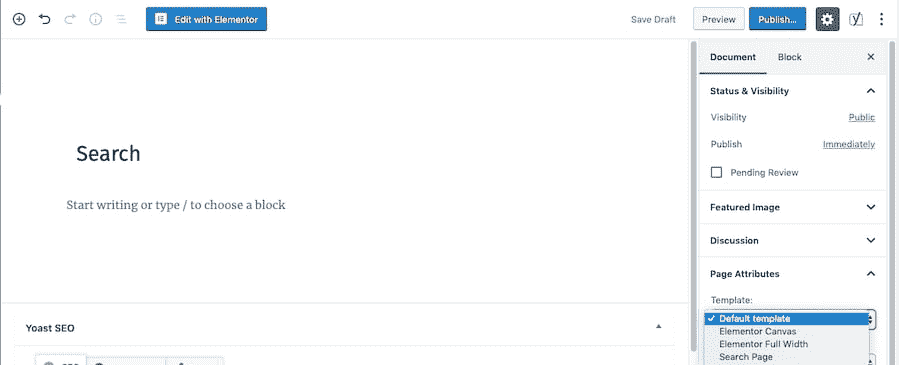 Edit with Elementor
Save Draft
Preview
Publish...
Search
Start writing or type / to choose a block
Yoast SEO
Document
Block
Status & Visibility
Visibility
Public
Publish
Immediately
Pending Review
Featured Image
Discussion
Page Attributes
Template:
Default template
Elementor Canvas
Elementor Full Width
Search Page